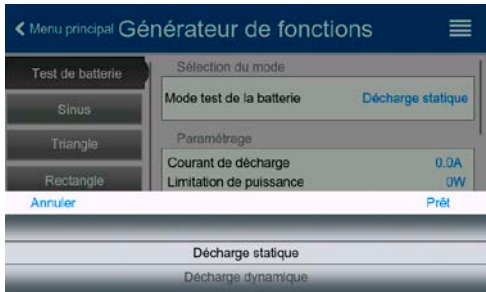 Menu principal Générateur de fonctions
Test de batterie
Sélection du mode
Mode test de la batterie Décharge statique
Sinus
Triangle
Paramétrage
Courant de décharge 0.0A
Rectangle
Limitation de puissance 0W
Annuler Prêt
Décharge statique
Décharge dynamique